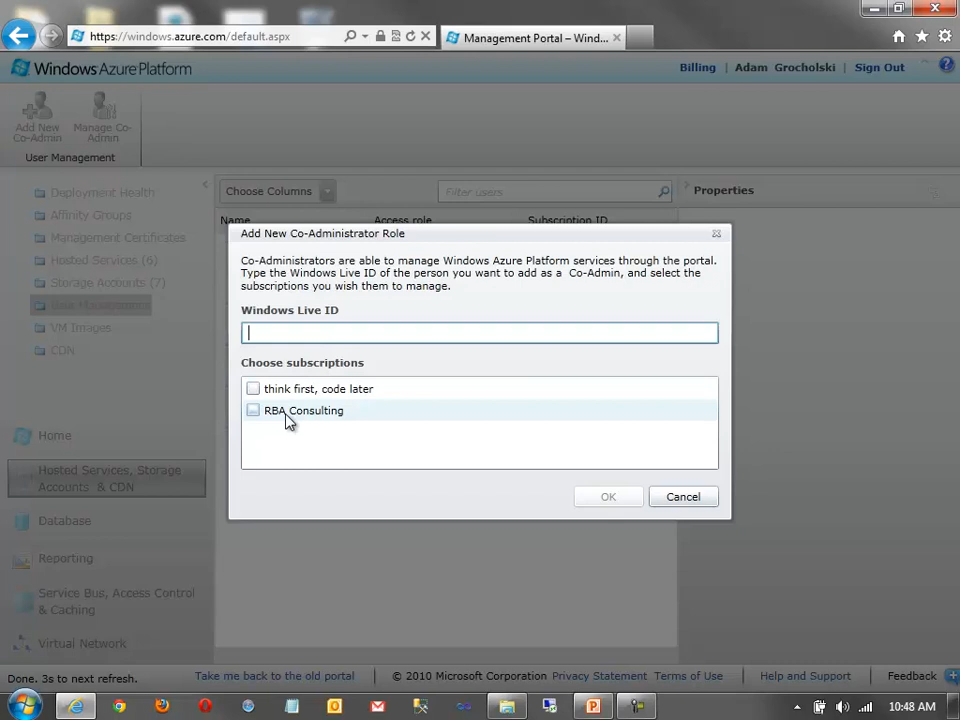 https://windows.azure.com/default.aspx
Management Portal – Wind...
Windows Azure Platform
Billing | Adam Grocholski | Sign Out
Add New Co-Admin
Manage Co-Admin
User Management
Deployment Health
Affinity Groups
Management Certificates
Hosted Services (6)
Storage Accounts (7)
User Management
VM Images
CDN
Home
Hosted Services, Storage
Accounts & CDN
Database
Reporting
Service Bus, Access Control
& Caching
Virtual Network
Choose Columns
Filter users
Properties
Name Access role Subscription ID
Add New Co-Administrator Role
Co-Administrators are able to manage Windows Azure Platform services through the portal.
Type the Windows Live ID of the person you want to add as a Co-Admin, and select the
subscriptions you wish them to manage.
Windows Live ID
Choose subscriptions
think first, code later
RBA Consulting
OK Cancel
Done. 3s to next refresh. Take me back to the old portal | © 2010 Microsoft Corporation Privacy Statement Terms of Use | Help and Support | Feedback
10:48 AM